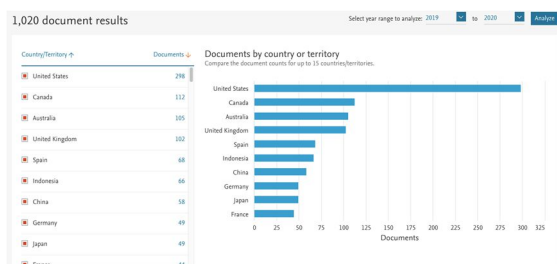 1,020 document results
Select year range to analyze: 2019 to 2020 Analyze
Country/Territory ↑ Documents ↓
United States 298
Canada 112
Australia 105
United Kingdom 102
Spain 68
Indonesia 66
China 58
Germany 49
Japan 49
Documents by country or territory
Compare the document counts for up to 15 countries/territories.
United States
Canada
Australia
United Kingdom
Spain
Indonesia
China
Germany
Japan
France
0 25 50 75 100 125 150 175 200 225 250 275 300 325
Documents